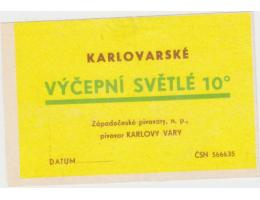 KARLOVARSKÉ
VÝČEPNÍ SVĚTLÉ 10°
Západočeské pivovary, n. p.,
pivovar KARLOVY VARY
DATUM
ČSN 566635